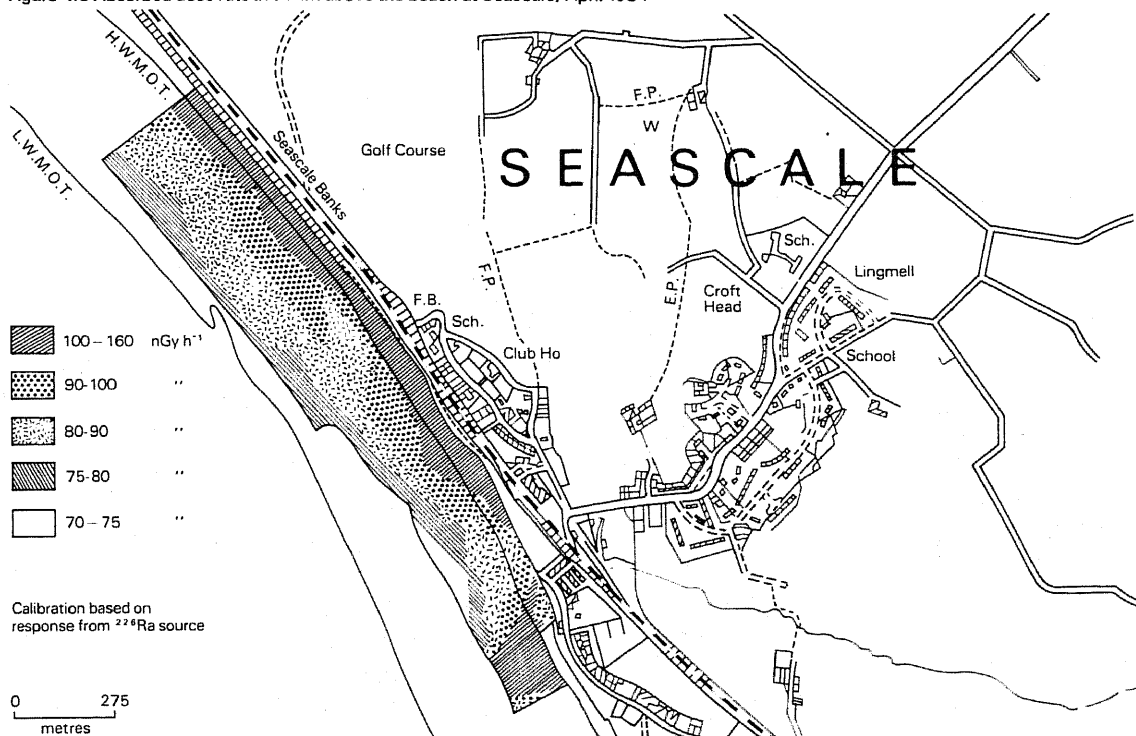 H.W.M.O.T.
L.W.M.O.T.
Seascale Banks
Golf Course
F.P.
W
SEASCALE
Sch.
Lingmell
F.P.
F.P.
Croft
Head
F.B.
Sch.
Club Ho
School
100–160 nGy h⁻¹
90-100 "
80-90 "
75-80 "
70–75 "
Calibration based on
response from ²²⁶Ra source
0 275
metres